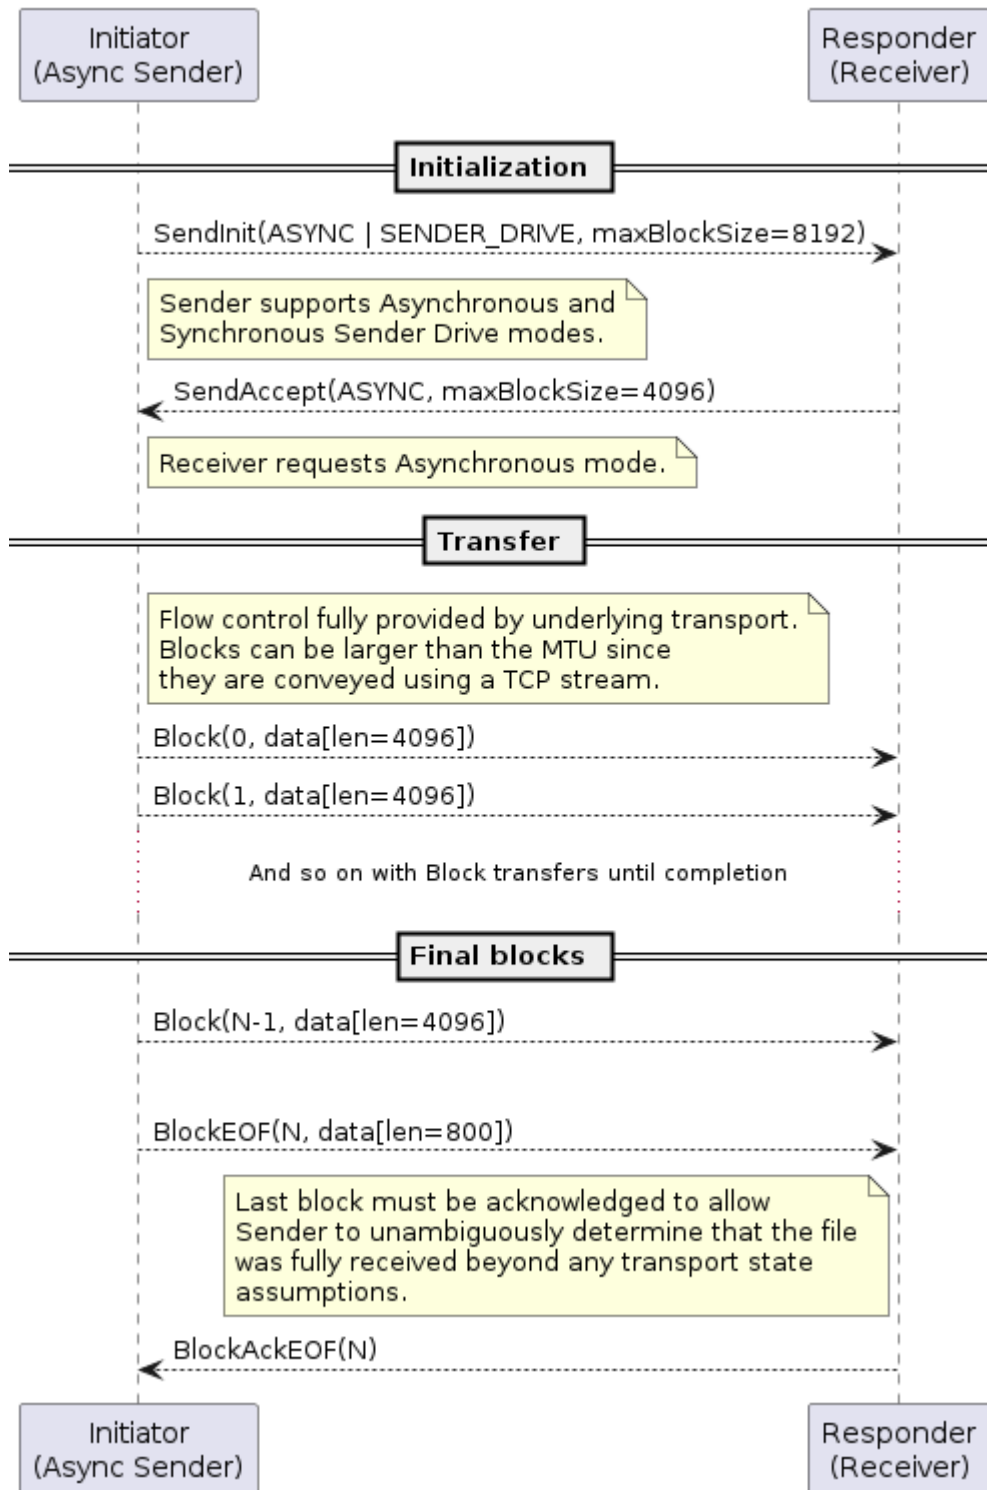 Initiator
(Async Sender)
Responder
(Receiver)
Initialization
SendInit(ASYNC | SENDER_DRIVE, maxBlockSize=8192)
Sender supports Asynchronous and
Synchronous Sender Drive modes.
SendAccept(ASYNC, maxBlockSize=4096)
Receiver requests Asynchronous mode.
Transfer
Flow control fully provided by underlying transport.
Blocks can be larger than the MTU since
they are conveyed using a TCP stream.
Block(0, data[len=4096])
Block(1, data[len=4096])
And so on with Block transfers until completion
Final blocks
Block(N-1, data[len=4096])
BlockEOF(N, data[len=800])
Last block must be acknowledged to allow
Sender to unambiguously determine that the file
was fully received beyond any transport state
assumptions.
BlockAckEOF(N)
Initiator
(Async Sender)
Responder
(Receiver)